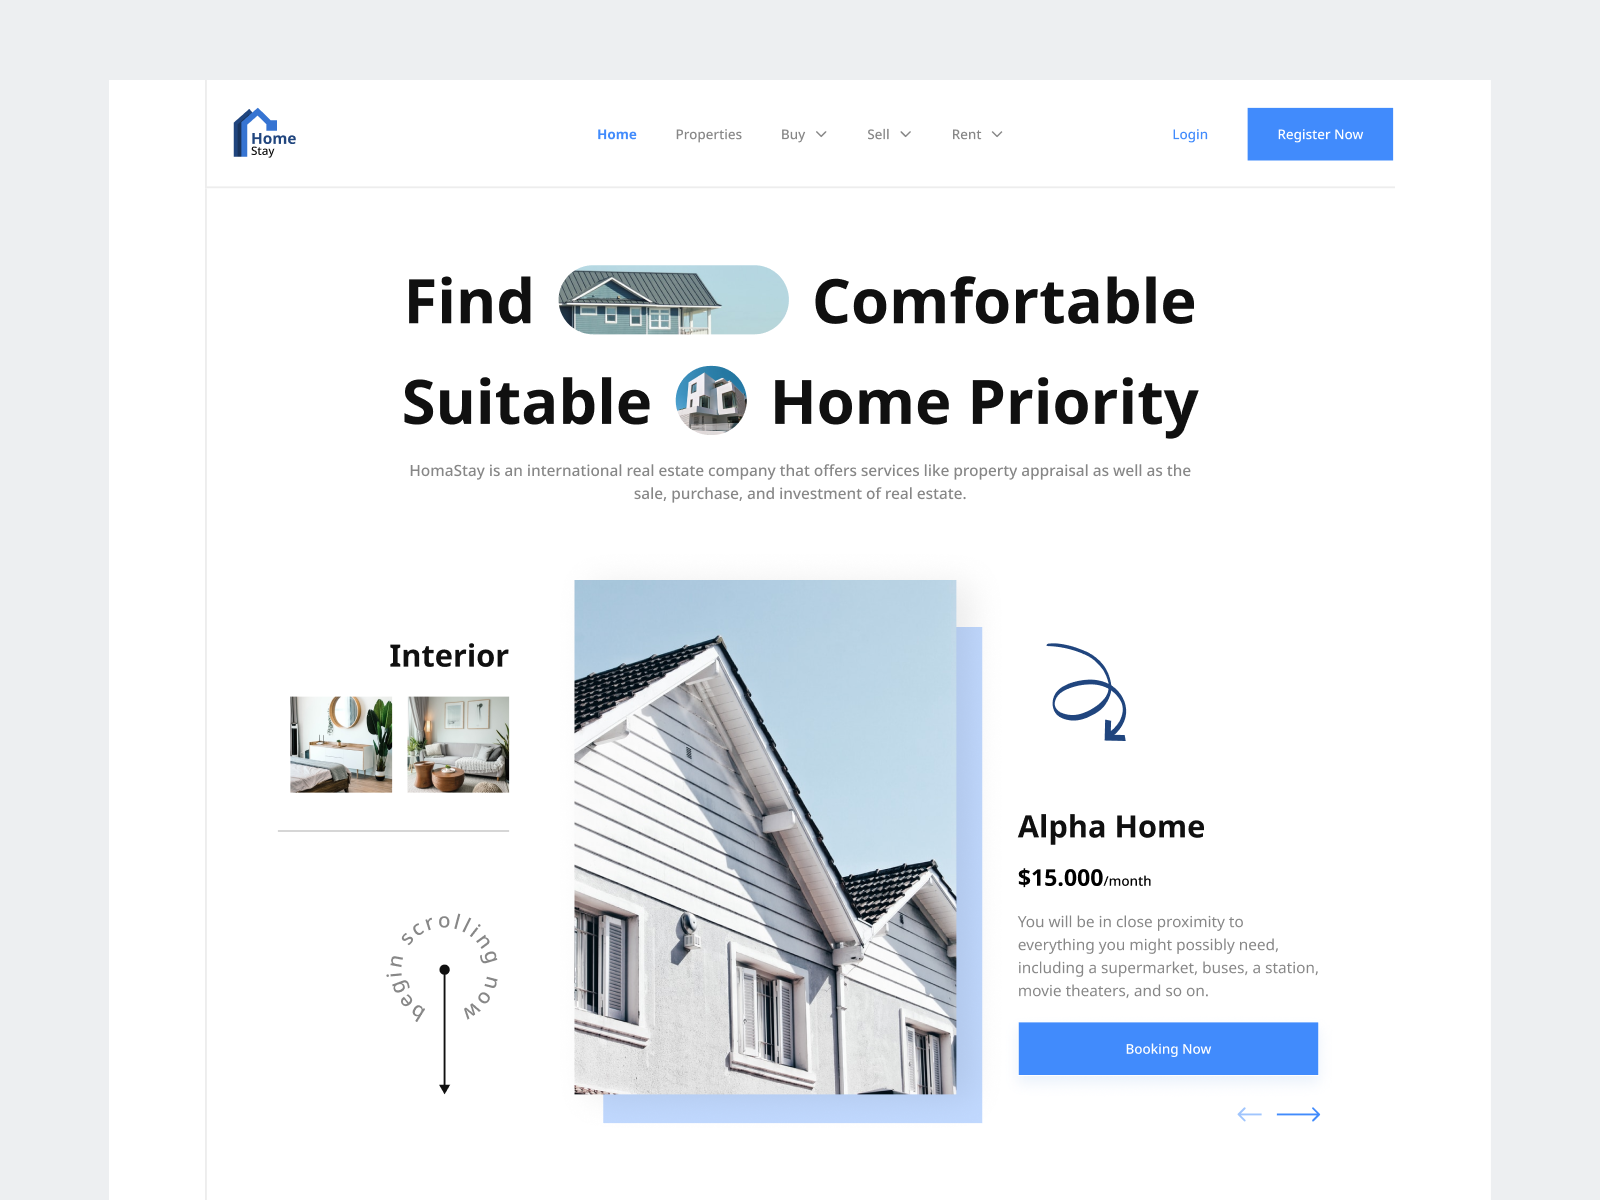 Home
Stay
Home
Properties
Buy
Sell
Rent
Login
Register Now
Find Comfortable
Suitable Home Priority
HomaStay is an international real estate company that offers services like property appraisal as well as the
sale, purchase, and investment of real estate.
Interior
begin scrolling now
Alpha Home
$15.000/month
You will be in close proximity to
everything you might possibly need,
including a supermarket, buses, a station,
movie theaters, and so on.
Booking Now